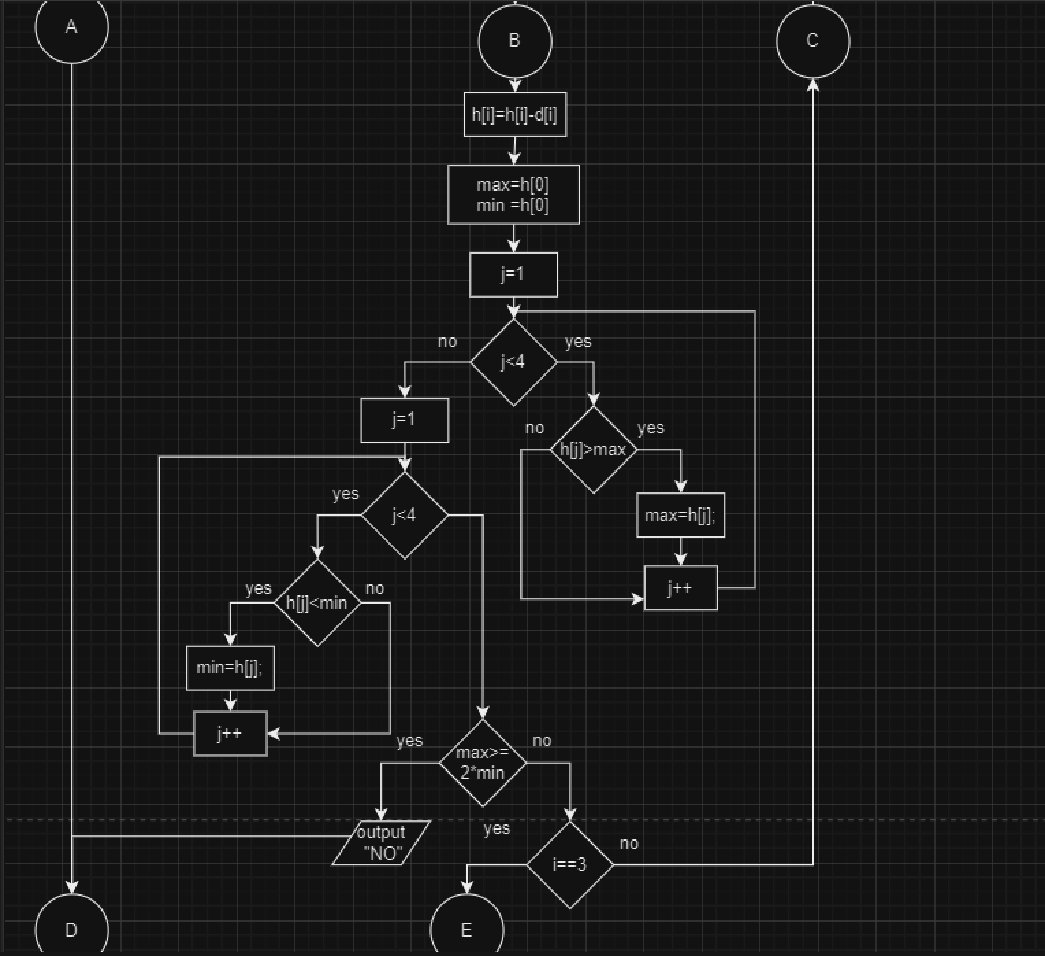 A
B
C
h[i]=h[i]-d[i]
max=h[0]
min =h[0]
j=1
no
yes
j<4
j=1
no
yes
h[j]>max
yes
j<4
max=h[j];
j++
yes
no
h[j]<min
min=h[j];
j++
yes
no
max>=
2*min
output
"NO"
yes
no
i==3
D
E